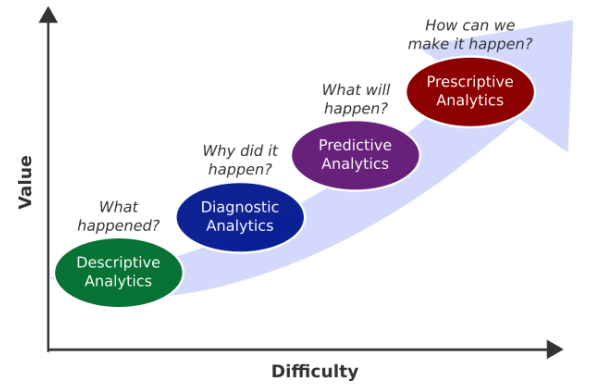 How can we
make it happen?
Prescriptive
Analytics
What will
happen?
Predictive
Analytics
Why did it
happen?
Diagnostic
Analytics
What
happened?
Descriptive
Analytics
Value
Difficulty